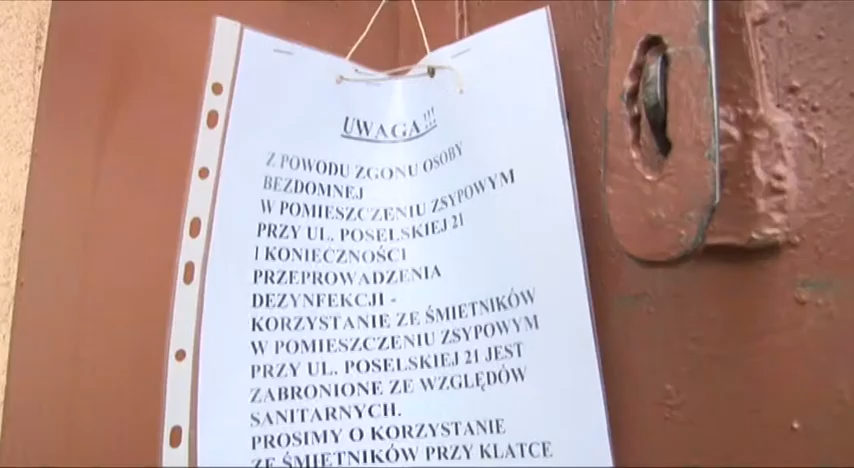 UWAGA!!!
Z POWODU ZGONU OSOBY
BEZDOMNEJ
W POMIESZCZENIU ZSYPOWYM
PRZY UL. POSELSKIEJ 21
I KONIECZNOŚCI
PRZEPROWADZENIA
DEZYNFEKCJI -
KORZYSTANIE ZE ŚMIETNIKÓW
W POMIESZCZENIU ZSYPOWYM
PRZY UL. POSELSKIEJ 21 JEST
ZABRONIONE ZE WZGLĘDÓW
SANITARNYCH.
PROSIMY O KORZYSTANIE
ZE ŚMIETNIKÓW PRZY KLATCE